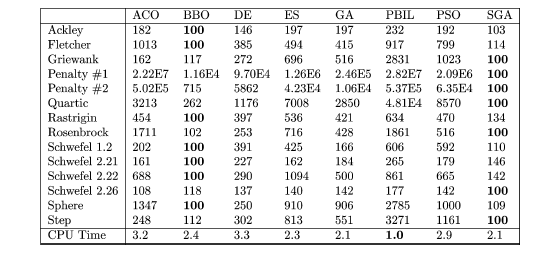 ACO BBO DE ES GA PBIL PSO SGA
Ackley 182 100 146 197 197 232 192 103
Fletcher 1013 100 385 494 415 917 799 114
Griewank 162 117 272 696 516 2831 1023 100
Penalty #1 2.22E7 1.16E4 9.70E4 1.26E6 2.46E5 2.82E7 2.09E6 100
Penalty #2 5.02E5 715 5862 4.23E4 1.06E4 5.37E5 6.35E4 100
Quartic 3213 262 1176 7008 2850 4.81E4 8570 100
Rastrigin 454 100 397 536 421 634 470 134
Rosenbrock 1711 102 253 716 428 1861 516 100
Schwefel 1.2 202 100 391 425 166 606 592 110
Schwefel 2.21 161 100 227 162 184 265 179 146
Schwefel 2.22 688 100 290 1094 500 861 665 142
Schwefel 2.26 108 118 137 140 142 177 142 100
Sphere 1347 100 250 910 906 2785 1000 109
Step 248 112 302 813 551 3271 1161 100
CPU Time 3.2 2.4 3.3 2.3 2.1 1.0 2.9 2.1